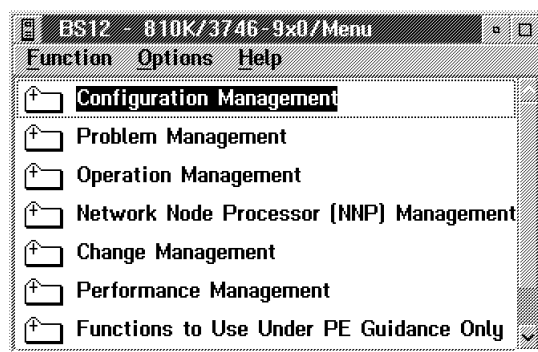 BS12 - 810K/3746-9x0/Menu
Function Options Help
Configuration Management
Problem Management
Operation Management
Network Node Processor (NNP) Management
Change Management
Performance Management
Functions to Use Under PE Guidance Only